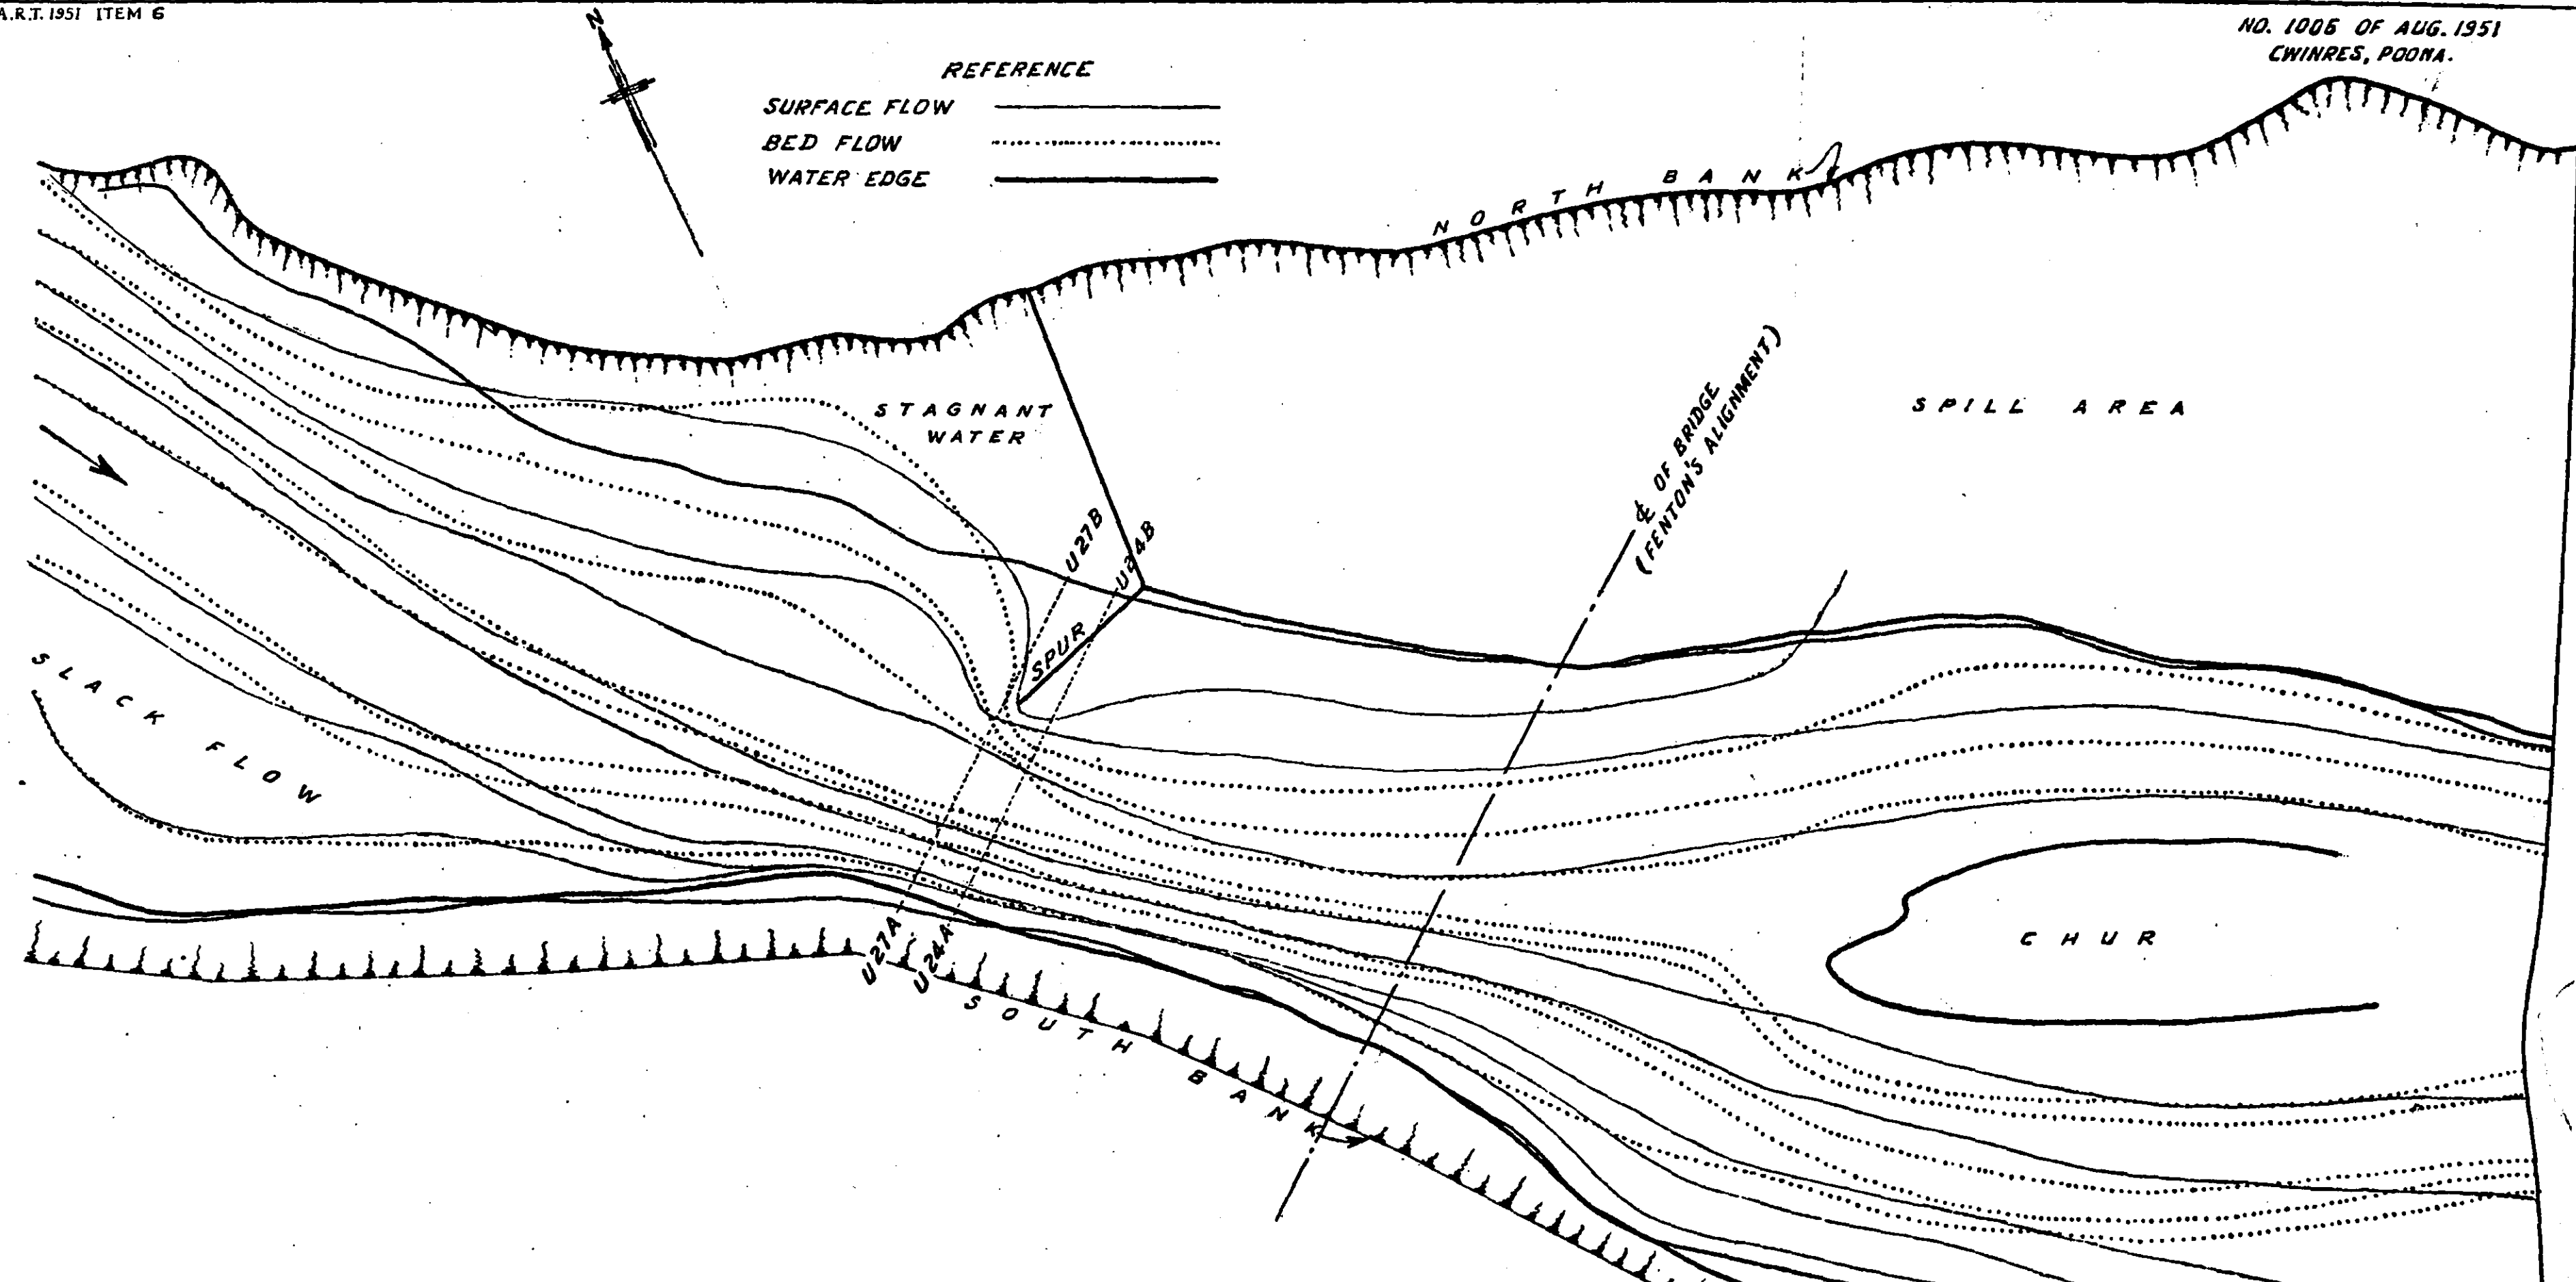 A.R.T. 1951 ITEM 6
NO. 1006 OF AUG. 1951
CWINRES, POONA.
N
REFERENCE
SURFACE FLOW
BED FLOW
WATER EDGE
NORTH BANK
STAGNANT
WATER
SPILL AREA
℄ OF BRIDGE
(FENTON'S ALIGNMENT)
U27B
U24B
SPUR
SLACK FLOW
CHUR
U27A
U24A
SOUTH BANK